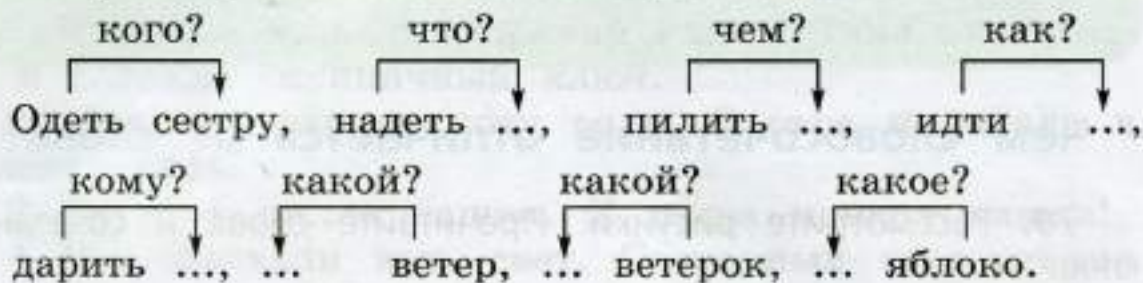 кого? что? чем? как?
Одеть сестру, надеть ..., пилить ..., идти ...,
кому? какой? какой? какое?
дарить ..., ... ветер, ... ветерок, ... яблоко.